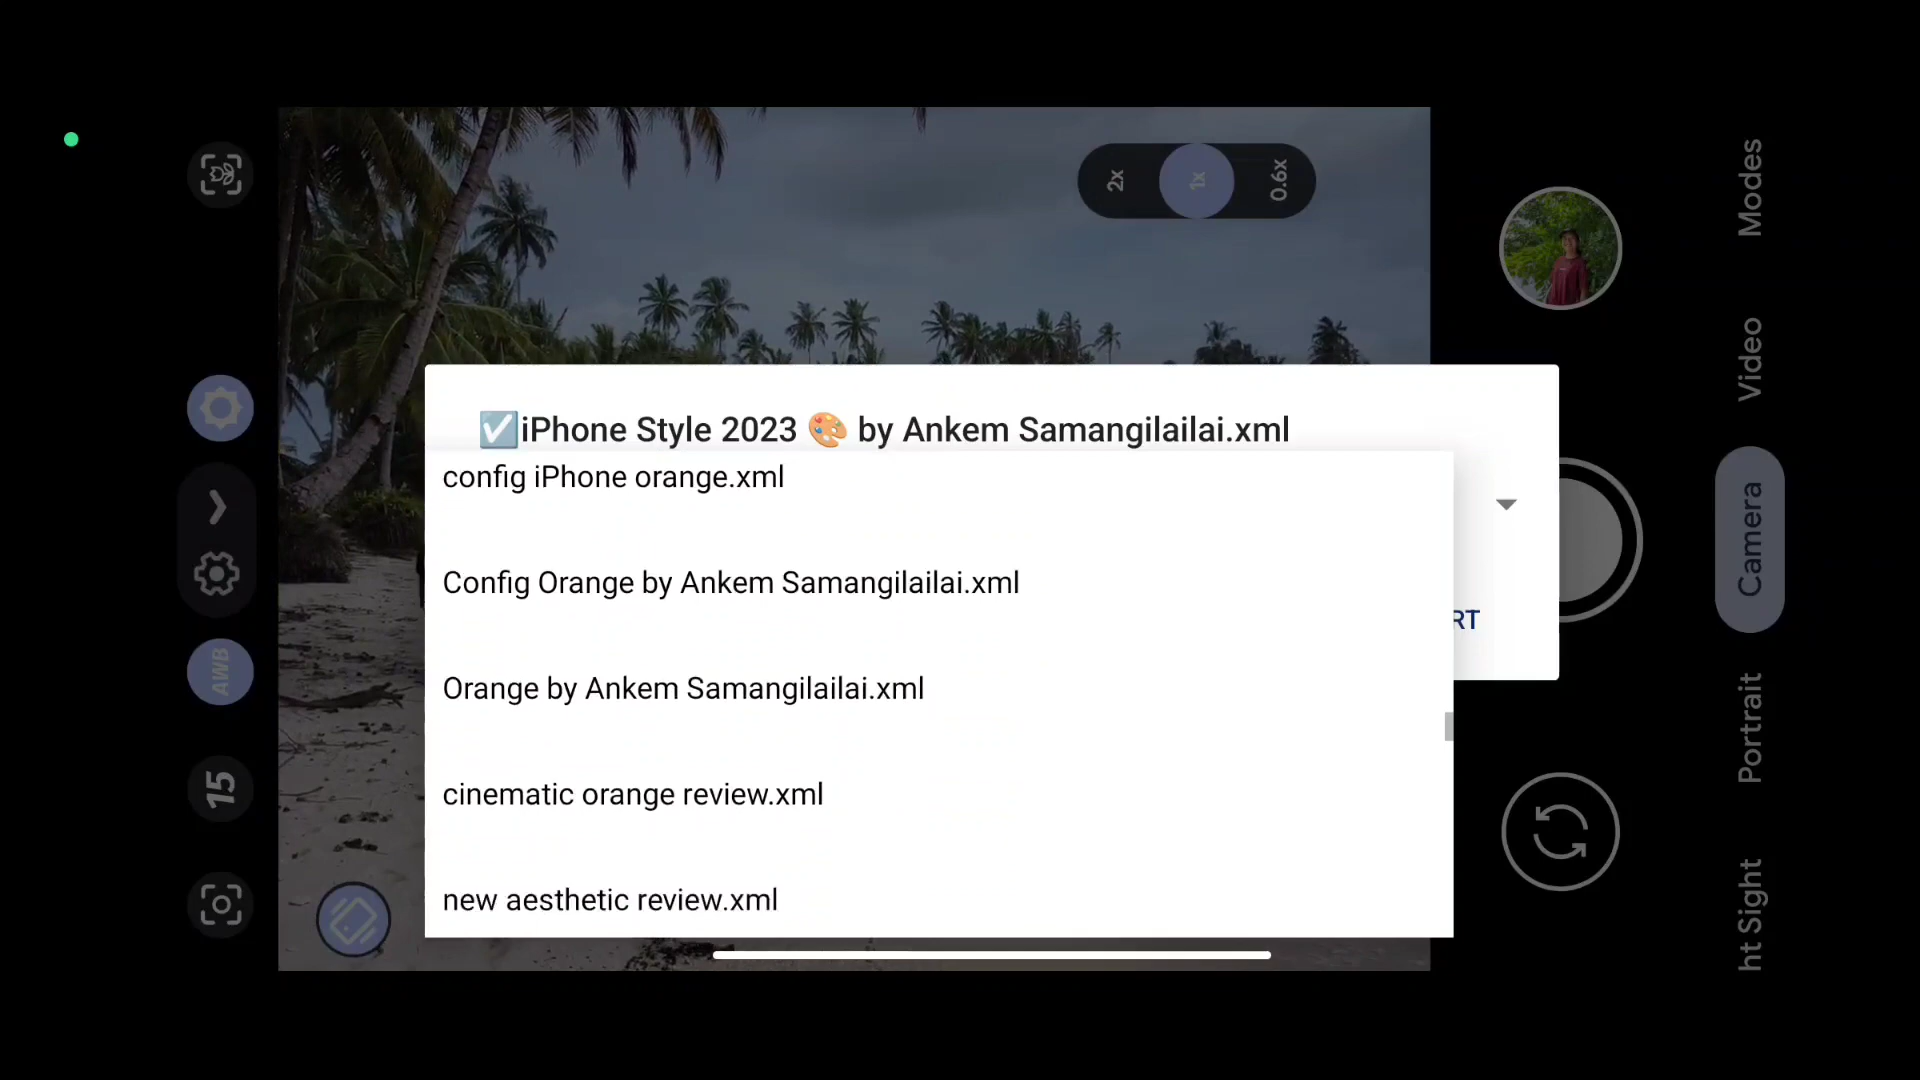 2x
1x
0.6x
Modes
Video
Camera
Portrait
ht Sight
AWB
15
☑️iPhone Style 2023 🎨 by Ankem Samangilailai.xml
config iPhone orange.xml
Config Orange by Ankem Samangilailai.xml
RT
Orange by Ankem Samangilailai.xml
cinematic orange review.xml
new aesthetic review.xml